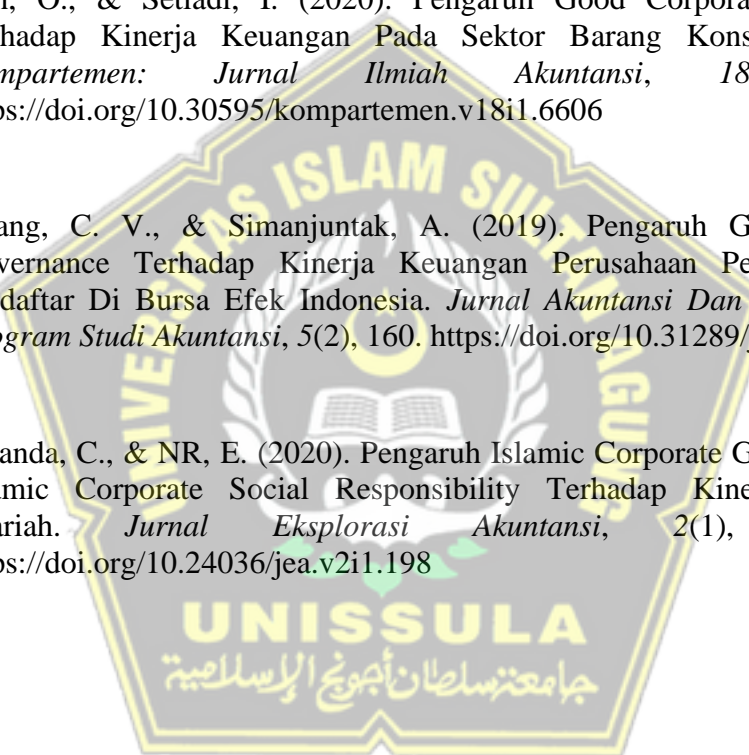 n, O., & Setiadi, I. (2020). Pengaruh Good Corpora
hadap Kinerja Keuangan Pada Sektor Barang Kons
mpartemen: Jurnal Ilmiah Akuntansi, 18
ps://doi.org/10.30595/kompartemen.v18i1.6606
ang, C. V., & Simanjuntak, A. (2019). Pengaruh G
vernance Terhadap Kinerja Keuangan Perusahaan Pe
daftar Di Bursa Efek Indonesia. Jurnal Akuntansi Dan
ogram Studi Akuntansi, 5(2), 160. https://doi.org/10.31289/j
anda, C., & NR, E. (2020). Pengaruh Islamic Corporate G
amic Corporate Social Responsibility Terhadap Kine
ariah. Jurnal Eksplorasi Akuntansi, 2(1),
ps://doi.org/10.24036/jea.v2i1.198
UNIVERSITAS ISLAM SULTAN AGUNG
UNISSULA
جامعتسلطان أجونج الإسلامية